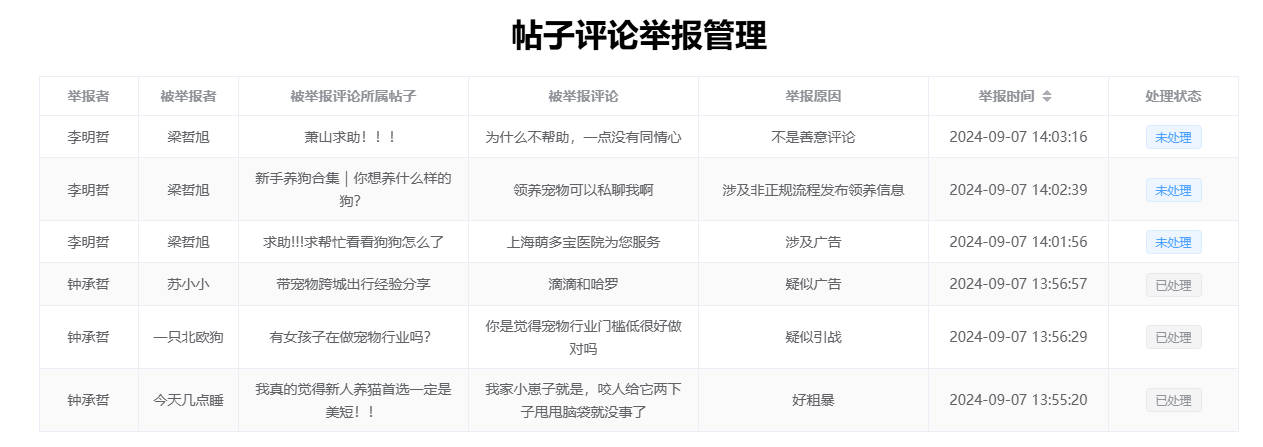 帖子评论举报管理
举报者 被举报者 被举报评论所属帖子 被举报评论 举报原因 举报时间 处理状态
李明哲 梁哲旭 萧山求助！！！ 为什么不帮助，一点没有同情心 不是善意评论 2024-09-07 14:03:16 未处理
李明哲 梁哲旭 新手养狗合集 | 你想养什么样的
狗？ 领养宠物可以私聊我啊 涉及非正规流程发布领养信息 2024-09-07 14:02:39 未处理
李明哲 梁哲旭 求助!!!求帮忙看看狗狗怎么了 上海萌多宝医院为您服务 涉及广告 2024-09-07 14:01:56 未处理
钟承哲 苏小小 带宠物跨城出行经验分享 滴滴和哈罗 疑似广告 2024-09-07 13:56:57 已处理
钟承哲 一只北欧狗 有女孩子在做宠物行业吗？ 你是觉得宠物行业门槛低很好做
对吗 疑似引战 2024-09-07 13:56:29 已处理
钟承哲 今天几点睡 我真的觉得新人养猫首选一定是
美短！！ 我家小崽子就是，咬人给它两下
子甩甩脑袋就没事了 好粗暴 2024-09-07 13:55:20 已处理